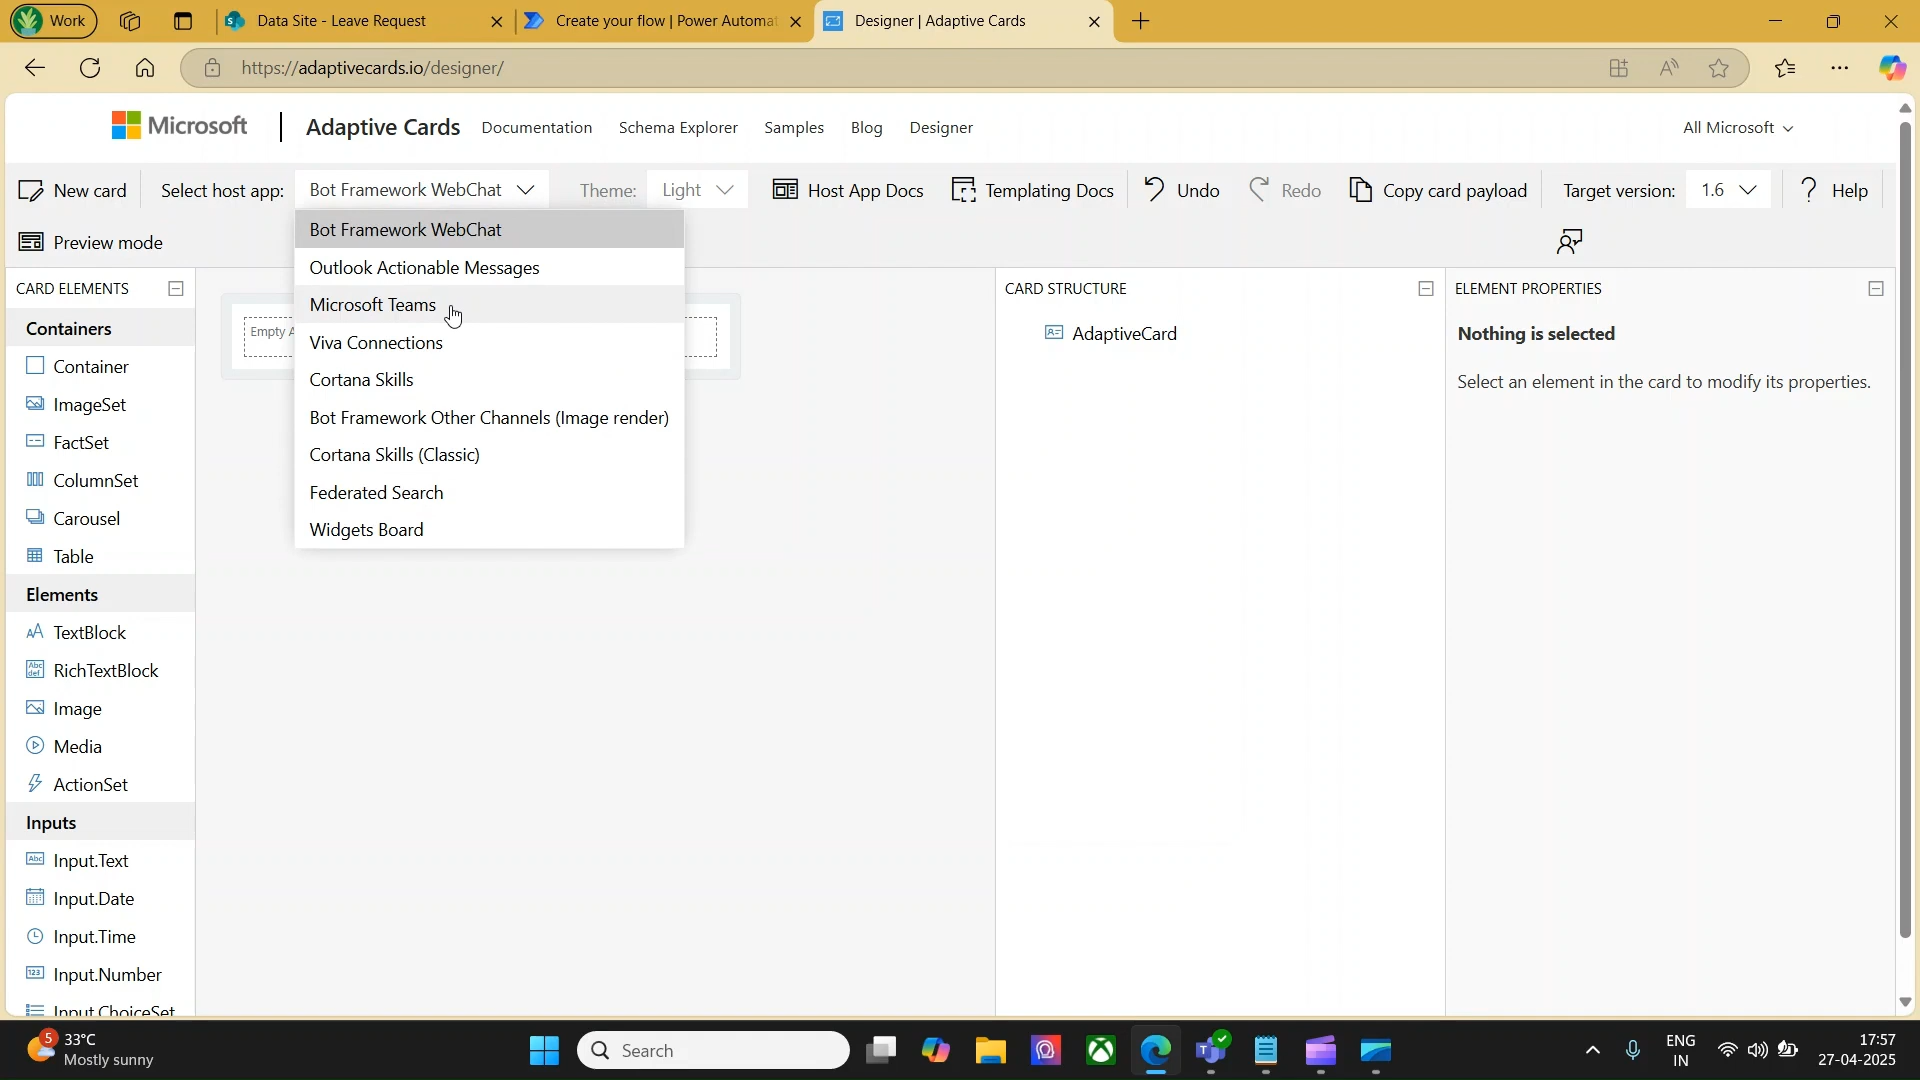 Work
Data Site - Leave Request
Create your flow | Power Automat
Designer | Adaptive Cards
https://adaptivecards.io/designer/
Microsoft
Adaptive Cards
Documentation
Schema Explorer
Samples
Blog
Designer
All Microsoft
New card
Select host app:
Bot Framework WebChat
Theme:
Light
Host App Docs
Templating Docs
Undo
Redo
Copy card payload
Target version:
1.6
Help
Preview mode
Bot Framework WebChat
Outlook Actionable Messages
Microsoft Teams
Viva Connections
Cortana Skills
Bot Framework Other Channels (Image render)
Cortana Skills (Classic)
Federated Search
Widgets Board
CARD ELEMENTS
Containers
Container
ImageSet
FactSet
ColumnSet
Carousel
Table
Elements
TextBlock
RichTextBlock
Image
Media
ActionSet
Inputs
Input.Text
Input.Date
Input.Time
Input.Number
Input.ChoiceSet
Empty A
CARD STRUCTURE
AdaptiveCard
ELEMENT PROPERTIES
Nothing is selected
Select an element in the card to modify its properties.
5
33°C
Mostly sunny
Search
ENG
IN
17:57
27-04-2025